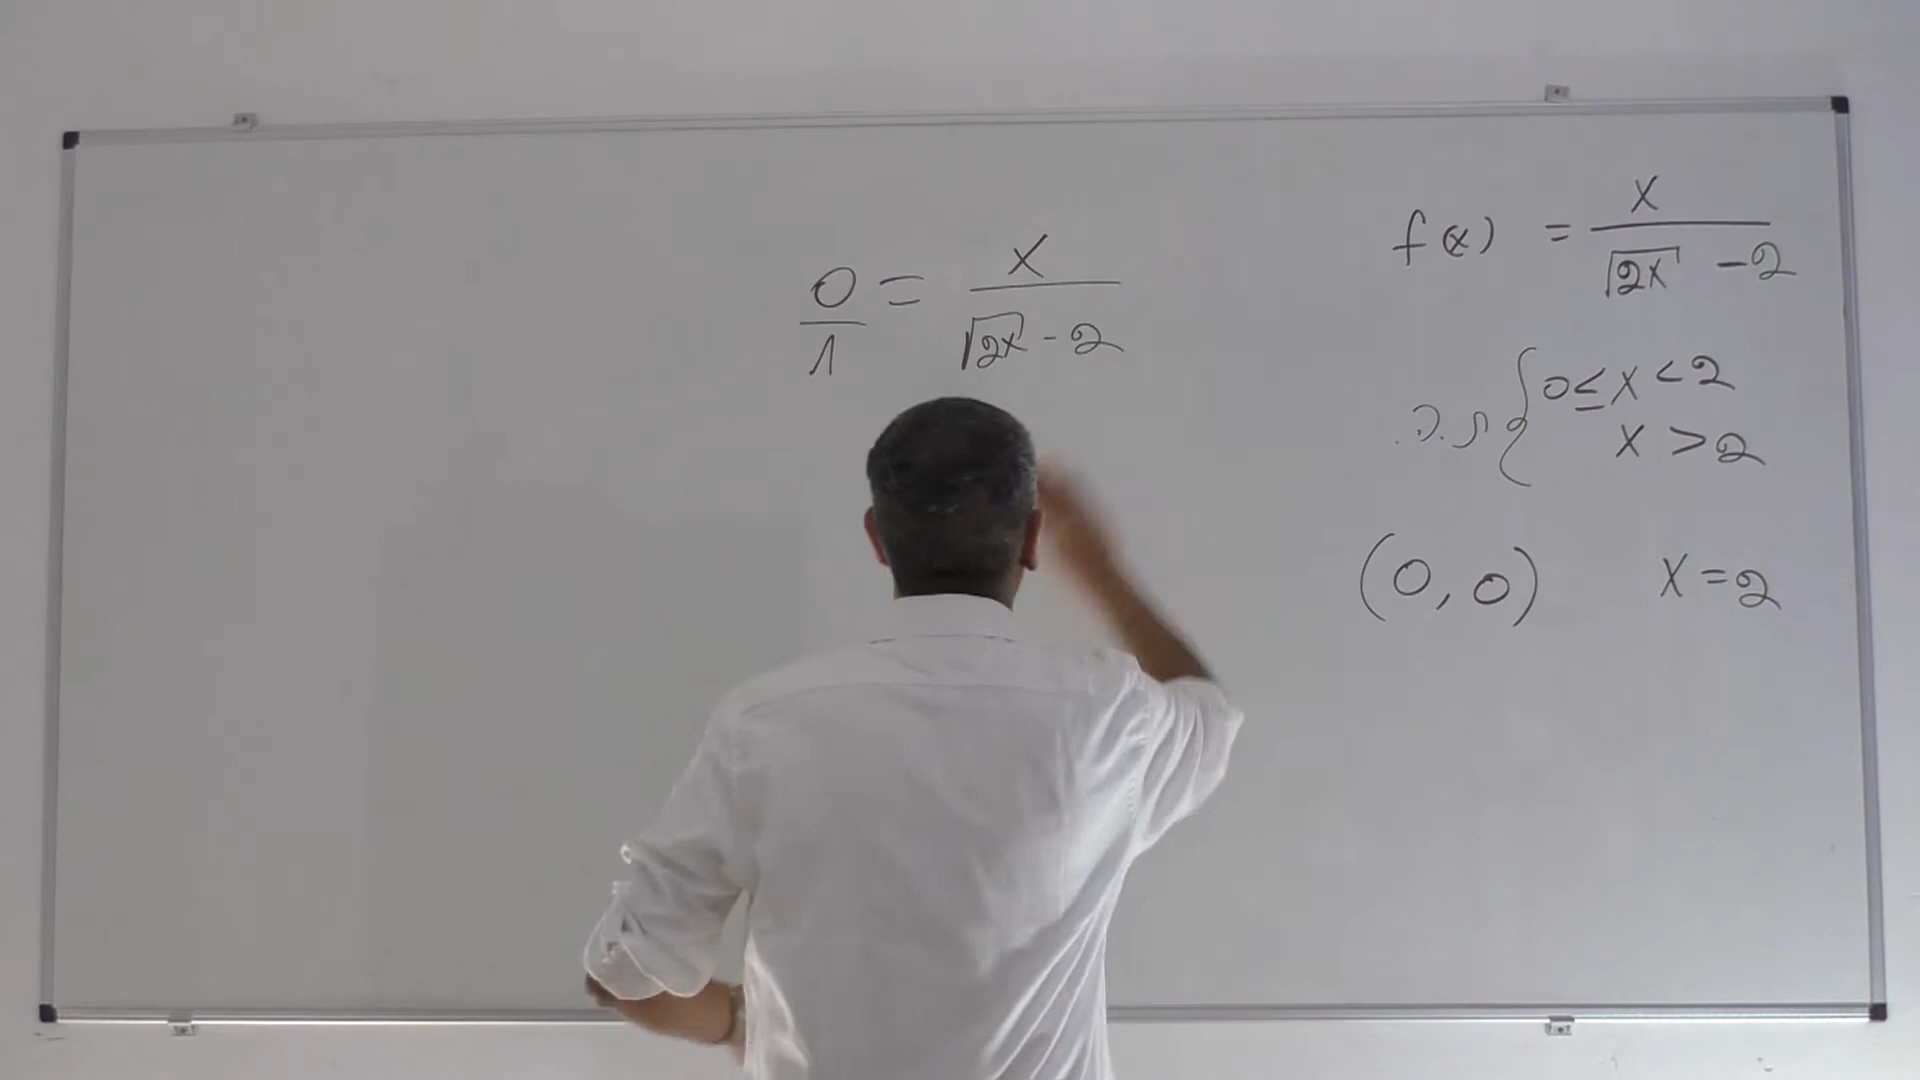 0/1 = x/(√2x - 2)
f(x) = x/(√2x - 2)
0 ≤ x < 2
x > 2
(0, 0) x = 2